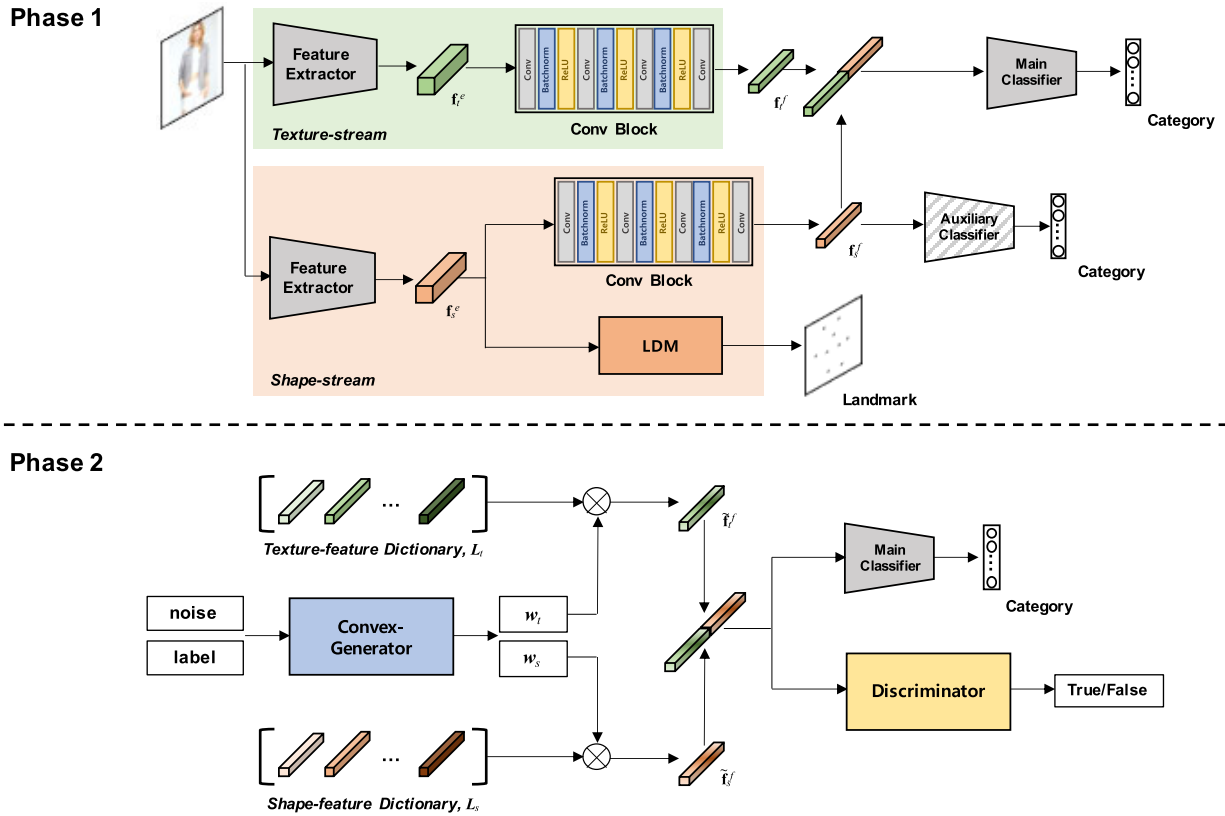 Phase 1
Feature
Extractor
f_t^e
Conv
Batchnorm
ReLU
Conv
Batchnorm
ReLU
Conv
Batchnorm
ReLU
Conv
Conv Block
Texture-stream
f_t^f
Main
Classifier
Category
Feature
Extractor
f_s^e
Conv
Batchnorm
ReLU
Conv
Batchnorm
ReLU
Conv
Batchnorm
ReLU
Conv
Conv Block
f_s^f
Auxiliary
Classifier
Category
LDM
Landmark
Shape-stream
Phase 2
...
Texture-feature Dictionary, L_t
f̃_t^f
Main
Classifier
Category
noise
label
Convex-
Generator
w_t
w_s
Discriminator
True/False
...
Shape-feature Dictionary, L_s
f̃_s^f